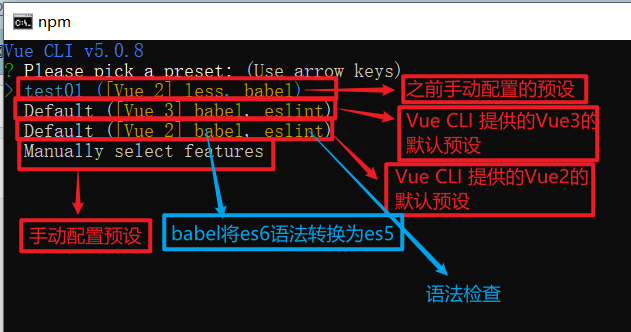 npm
Vue CLI v5.0.8
? Please pick a preset: (Use arrow keys)
> test01 ([Vue 2] less, babel)
Default ([Vue 3] babel, eslint)
Default ([Vue 2] babel, eslint)
Manually select features
之前手动配置的预设
Vue CLI 提供的Vue3的
默认预设
Vue CLI 提供的Vue2的
默认预设
手动配置预设
babel将es6语法转换为es5
语法检查